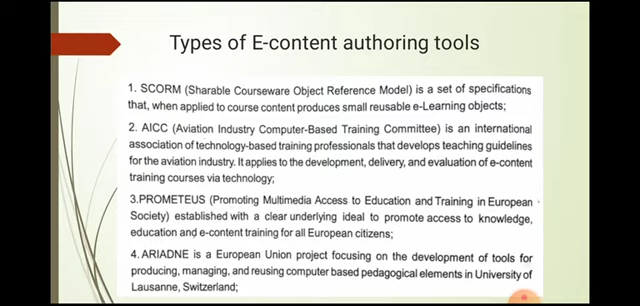 Types of E-content authoring tools
1. SCORM (Sharable Courseware Object Reference Model) is a set of specifications
that, when applied to course content produces small reusable e-Learning objects;
2. AICC (Aviation Industry Computer-Based Training Committee) is an international
association of technology-based training professionals that develops teaching guidelines
for the aviation industry. It applies to the development, delivery, and evaluation of e-content
training courses via technology;
3.PROMETEUS (Promoting Multimedia Access to Education and Training in European
Society) established with a clear underlying ideal to promote access to knowledge,
education and e-content training for all European citizens;
4. ARIADNE is a European Union project focusing on the development of tools for
producing, managing, and reusing computer based pedagogical elements in University of
Lausanne, Switzerland;